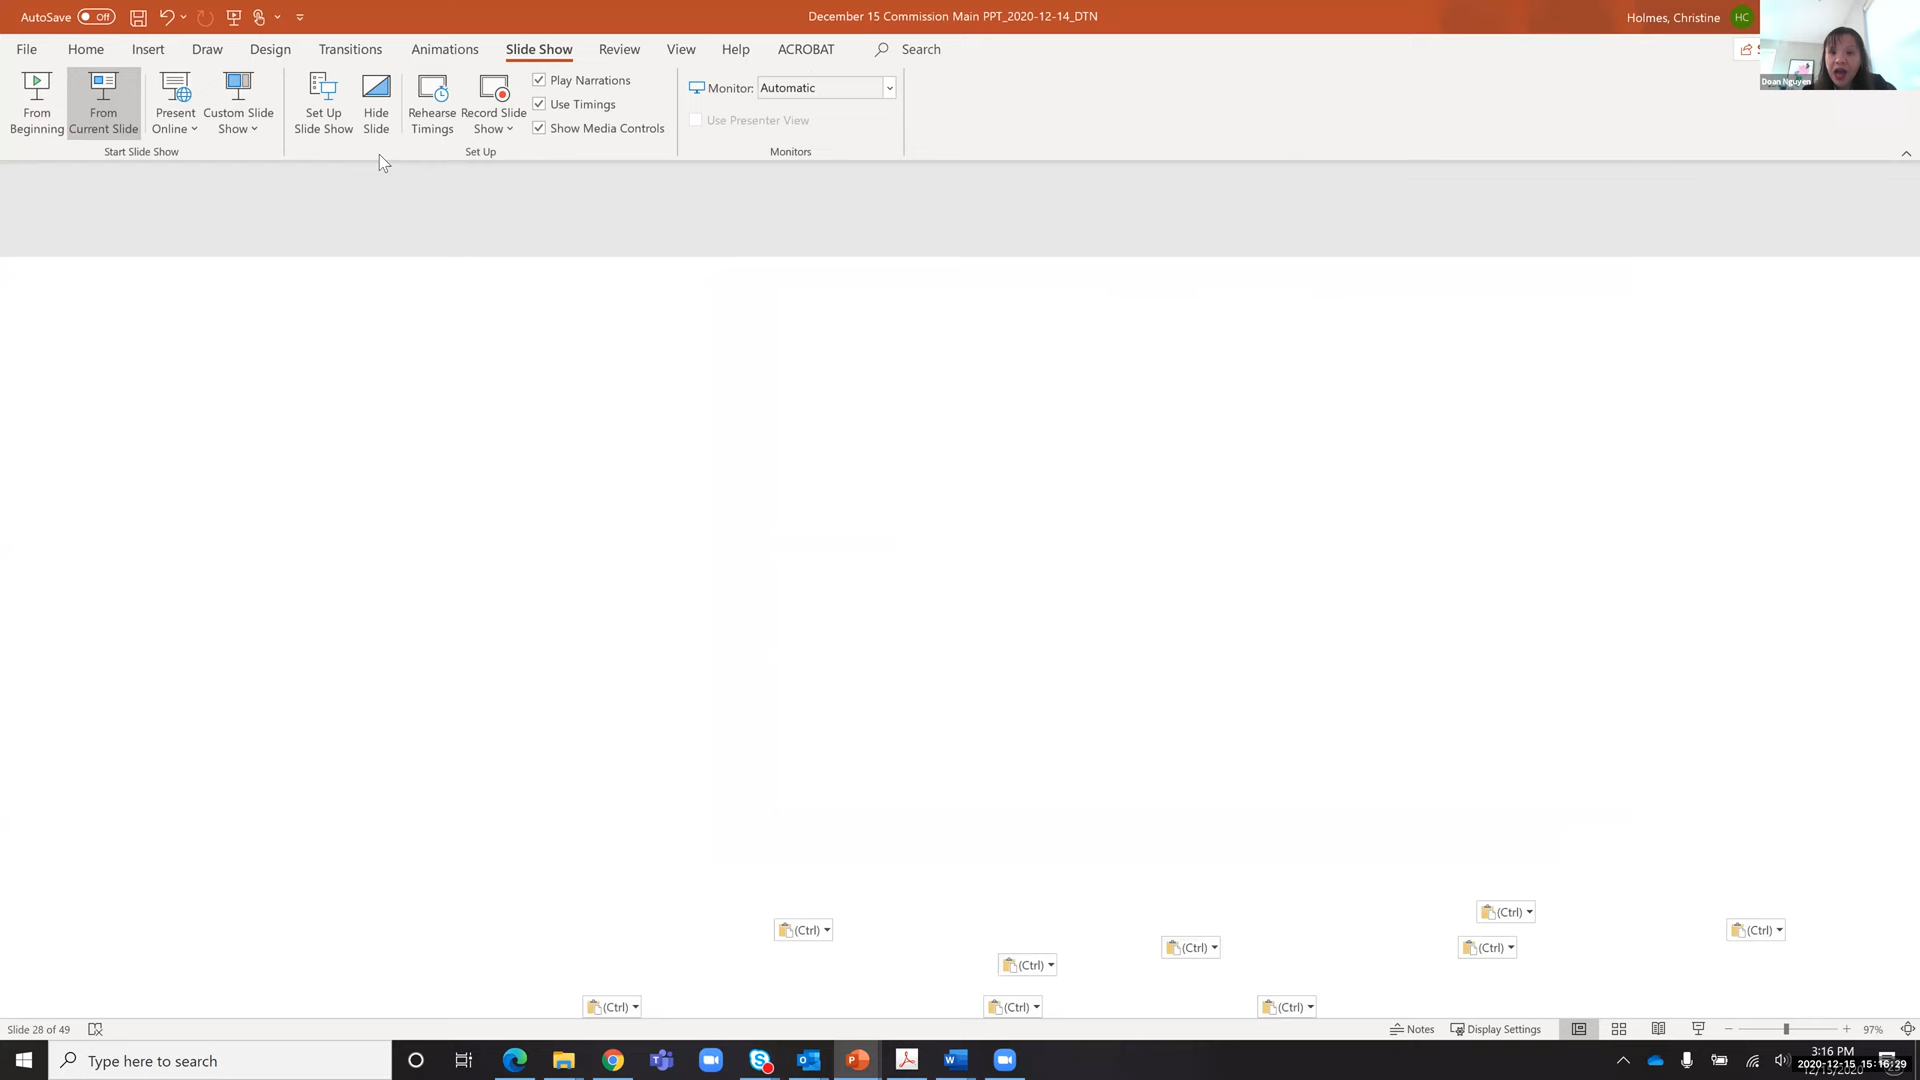 AutoSave Off
December 15 Commission Main PPT_2020-12-14_DTN
Holmes, Christine HC
File Home Insert Draw Design Transitions Animations Slide Show Review View Help ACROBAT Search
Doan Nguyen
From Beginning
From Current Slide
Present Online
Custom Slide Show
Start Slide Show
Set Up Slide Show
Hide Slide
Rehearse Timings
Record Slide Show
Play Narrations
Use Timings
Show Media Controls
Set Up
Monitor: Automatic
Use Presenter View
Monitors
(Ctrl)
(Ctrl)
(Ctrl)
(Ctrl)
(Ctrl)
(Ctrl)
(Ctrl)
(Ctrl)
(Ctrl)
Slide 28 of 49
Notes Display Settings 97%
Type here to search
3:16 PM
2020-12-15 15:16:29